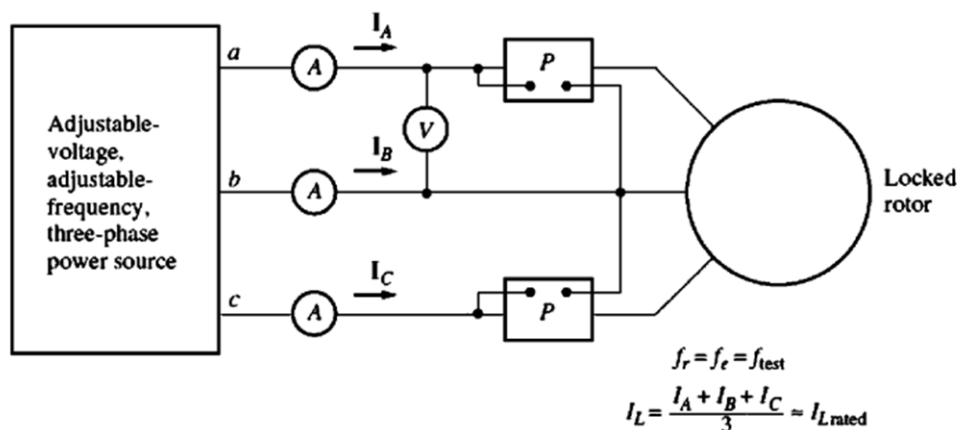 Adjustable-
voltage,
adjustable-
frequency,
three-phase
power source
a
A
I_A
V
P
b
A
I_B
c
A
I_C
P
Locked
rotor
f_r = f_e = f_test
I_L = (I_A + I_B + I_C) / 3 ≈ I_L rated